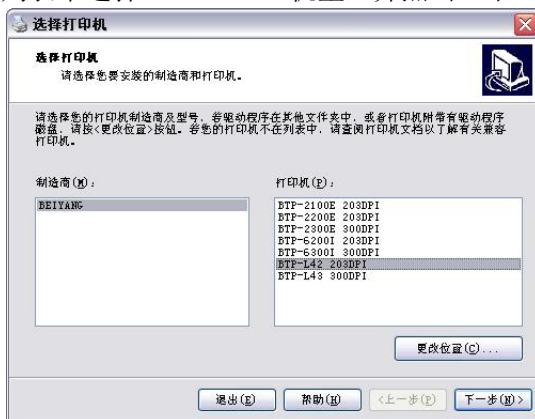 选择打印机
选择打印机
请选择您要安装的制造商和打印机。
请选择您的打印机制造商及型号。若驱动程序在其他文件夹中，或者打印机附带有驱动程序
磁盘，请按<更改位置>按钮。若您的打印机不在列表中，请查阅打印机文档以了解有关兼容
打印机。
制造商(M)：
打印机(P)：
BEIYANG
BTP-2100E 203DPI
BTP-2200E 203DPI
BTP-2300E 300DPI
BTP-6200I 203DPI
BTP-6300I 300DPI
BTP-L42 203DPI
BTP-L43 300DPI
更改位置(C)...
退出(E)
帮助(H)
<上一步(P)
下一步(N)>